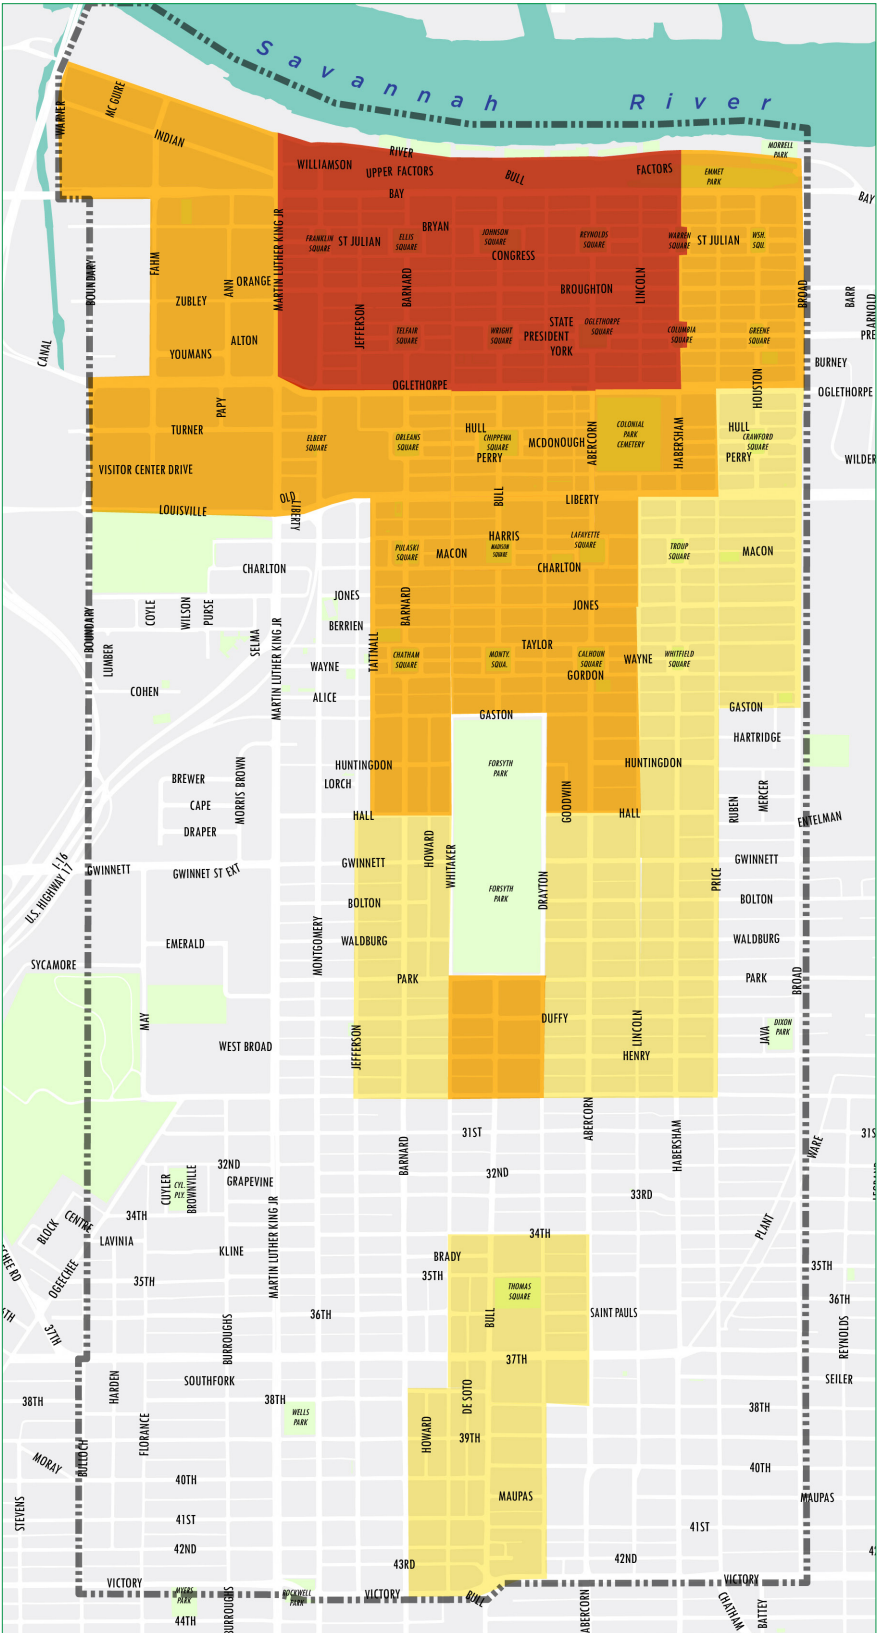 Savannah River
WARNER
MC GUIRE
INDIAN
WILLIAMSON
RIVER
UPPER FACTORS
BULL
FACTORS
MORRELL
PARK
EMMET
PARK
BAY
BAY
BRYAN
MARTIN LUTHER KING JR
FRANKLIN
SQUARE
ST JULIAN
ELLIS
SQUARE
JOHNSON
SQUARE
REYNOLDS
SQUARE
WARREN
SQUARE
ST JULIAN
WSH.
SQU.
CONGRESS
BOUNDARY
FAHM
ANN
ORANGE
ZUBLEY
BARNARD
BROUGHTON
LINCOLN
BROAD
BARR
ARNOLD
JEFFERSON
TELFAIR
SQUARE
WRIGHT
SQUARE
STATE
PRESIDENT
YORK
OGLETHORPE
SQUARE
COLUMBIA
SQUARE
GREENE
SQUARE
PRE
CANAL
ALTON
YOUMANS
BURNEY
OGLETHORPE
HOUSTON
OGLETHORPE
PAPY
TURNER
ELBERT
SQUARE
ORLEANS
SQUARE
HULL
CHIPPEWA
SQUARE
PERRY
MCDONOUGH
ABERCORN
COLONIAL
PARK
CEMETERY
HABERSHAM
HULL
CRAWFORD
SQUARE
PERRY
WILDER
VISITOR CENTER DRIVE
LOUISVILLE
OLD
LIBERTY
BULL
LIBERTY
HARRIS
PULASKI
SQUARE
MACON
MADISON
SQUARE
LAFAYETTE
SQUARE
TROUP
SQUARE
MACON
CHARLTON
CHARLTON
JONES
BARNARD
JONES
COYLE
WILSON
PURSE
BERRIEN
BOUNDARY
SELMA
MARTIN LUTHER KING JR
TATTNALL
TAYLOR
LUMBER
WAYNE
CHATHAM
SQUARE
MONTY.
SQUA.
CALHOUN
SQUARE
WAYNE
WHITFIELD
SQUARE
GORDON
COHEN
ALICE
GASTON
GASTON
HARTRIDGE
HUNTINGDON
LORCH
FORSYTH
PARK
HUNTINGDON
BREWER
MORRIS BROWN
CAPE
DRAPER
HALL
GOODWIN
HALL
RUBEN
MERCER
ENTELMAN
I-16
U.S. HIGHWAY 17
GWINNETT
GWINNET ST EXT
GWINNETT
HOWARD
WHITAKER
PRICE
GWINNETT
BOLTON
FORSYTH
PARK
DRAYTON
BOLTON
EMERALD
MONTGOMERY
WALDBURG
WALDBURG
SYCAMORE
PARK
PARK
BROAD
MAY
WEST BROAD
JEFFERSON
DUFFY
LINCOLN
HENRY
JAVA
DIXON
PARK
31ST
ABERCORN
HABERSHAM
WARE
31S
BARNARD
32ND
32ND
CUYLER
CYL.
BROWNVILLE
GRAPEVINE
33RD
BLOCK
CENTRE
34TH
LAVINIA
KLINE
MARTIN LUTHER KING JR
34TH
PLANT
OGEECHEE
CHEE RD
35TH
BRADY
35TH
THOMAS
SQUARE
35TH
36TH
36TH
37TH
BURROUGHS
BULL
SAINT PAULS
REYNOLDS
37TH
HARDEN
SOUTHFORK
38TH
38TH
DE SOTO
SEILER
38TH
WELLS
PARK
FLORANCE
HOWARD
39TH
MORAY
BULLOCH
40TH
40TH
STEVENS
MAUPAS
MAUPAS
41ST
41ST
42ND
43RD
42ND
VICTORY
MYERS
PARK
BURROUGHS
ROCKWELL
PARK
VICTORY
BULL
VICTORY
44TH
ABERCORN
CHATHAM
BATTEY